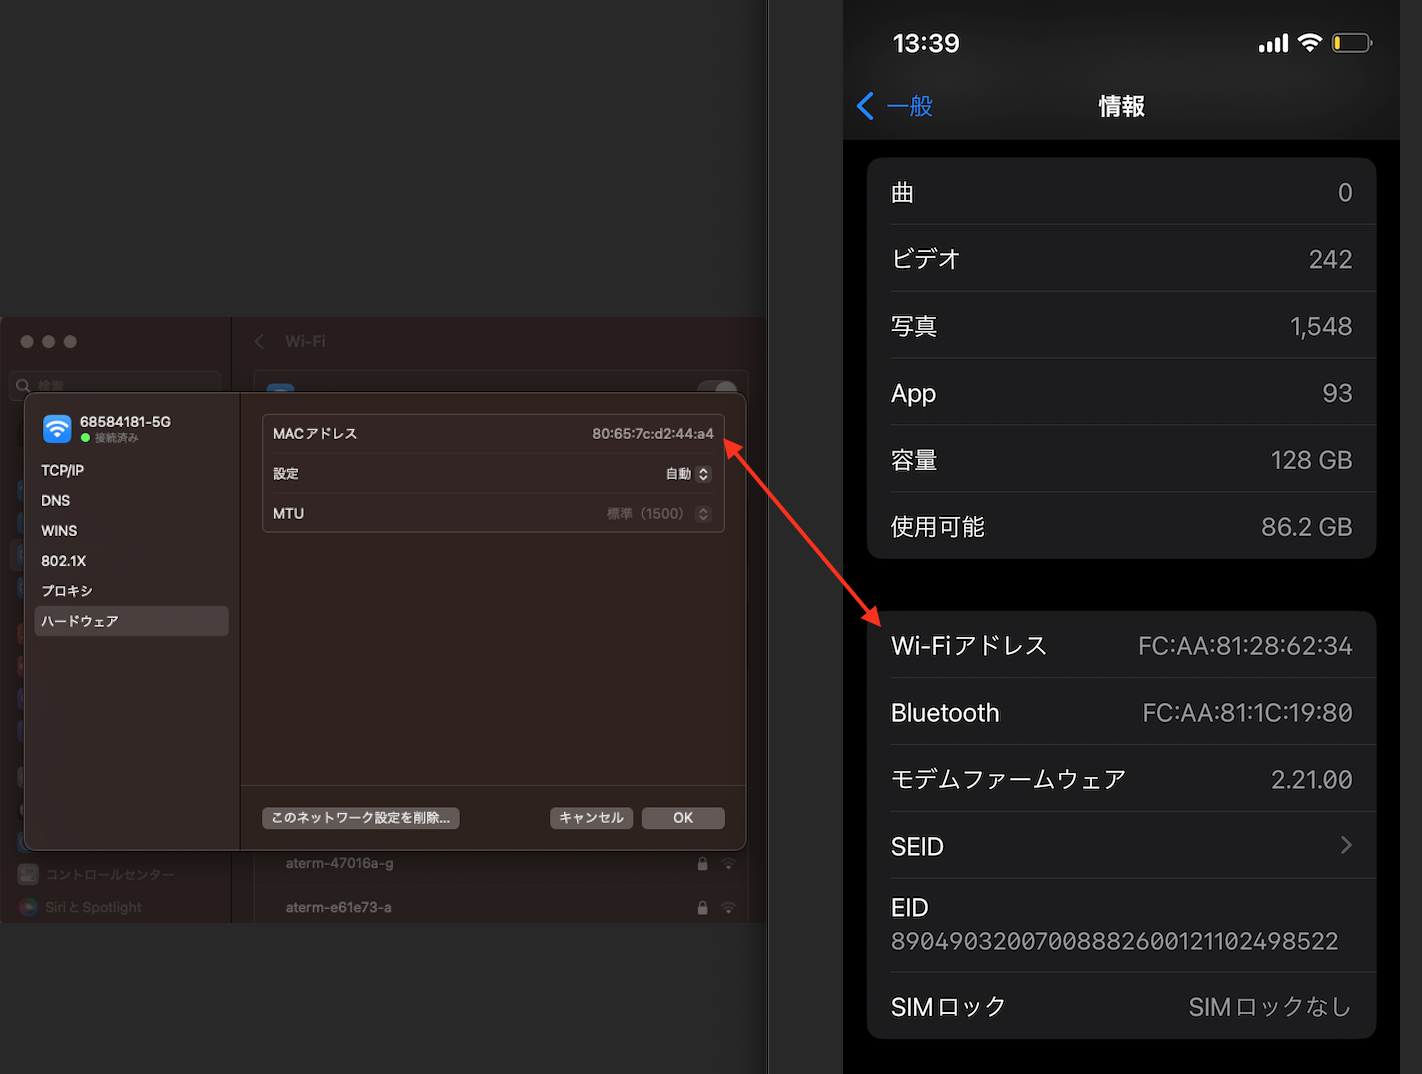 Wi-Fi
検索
68584181-5G
接続済み
TCP/IP
DNS
WINS
802.1X
プロキシ
ハードウェア
MACアドレス 80:65:7c:d2:44:a4
設定 自動
MTU 標準（1500）
このネットワーク設定を削除... キャンセル OK
aterm-47016a-g
コントロールセンター
aterm-e61e73-a
Siri と Spotlight
13:39
一般 情報
曲 0
ビデオ 242
写真 1,548
App 93
容量 128 GB
使用可能 86.2 GB
Wi-Fiアドレス FC:AA:81:28:62:34
Bluetooth FC:AA:81:1C:19:80
モデムファームウェア 2.21.00
SEID
EID
89049032007008882600121102498522
SIMロック SIMロックなし